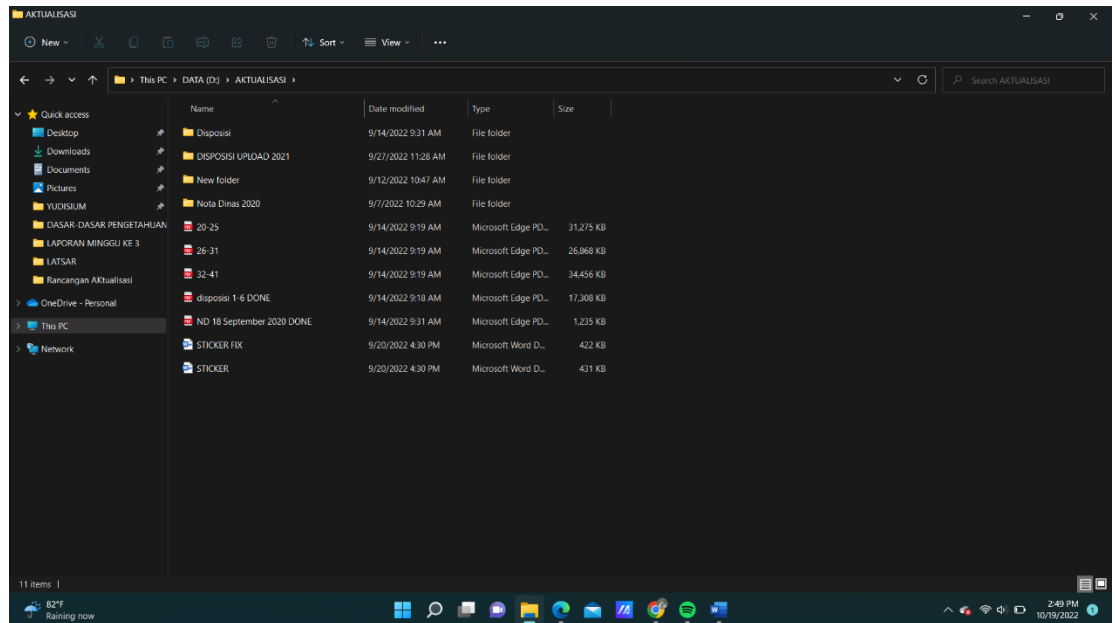 AKTUALISASI
New Sort View
This PC > DATA (D:) > AKTUALISASI >
Search AKTUALISASI
Name Date modified Type Size
Quick access
Desktop
Downloads
Documents
Pictures
YUDISIUM
DASAR-DASAR PENGETAHUAN
LAPORAN MINGGU KE 3
LATSAR
Rancangan AKtualisasi
OneDrive - Personal
This PC
Network
Disposisi 9/14/2022 9:31 AM File folder
DISPOSISI UPLOAD 2021 9/27/2022 11:28 AM File folder
New folder 9/12/2022 10:47 AM File folder
Nota Dinas 2020 9/7/2022 10:29 AM File folder
20-25 9/14/2022 9:19 AM Microsoft Edge PD... 31,275 KB
26-31 9/14/2022 9:19 AM Microsoft Edge PD... 26,868 KB
32-41 9/14/2022 9:19 AM Microsoft Edge PD... 34,456 KB
disposisi 1-6 DONE 9/14/2022 9:18 AM Microsoft Edge PD... 17,308 KB
ND 18 September 2020 DONE 9/14/2022 9:31 AM Microsoft Edge PD... 1,235 KB
STICKER FIX 9/20/2022 4:30 PM Microsoft Word D... 422 KB
STICKER 9/20/2022 4:30 PM Microsoft Word D... 431 KB
11 items
82°F
Raining now
2:49 PM
10/19/2022
1